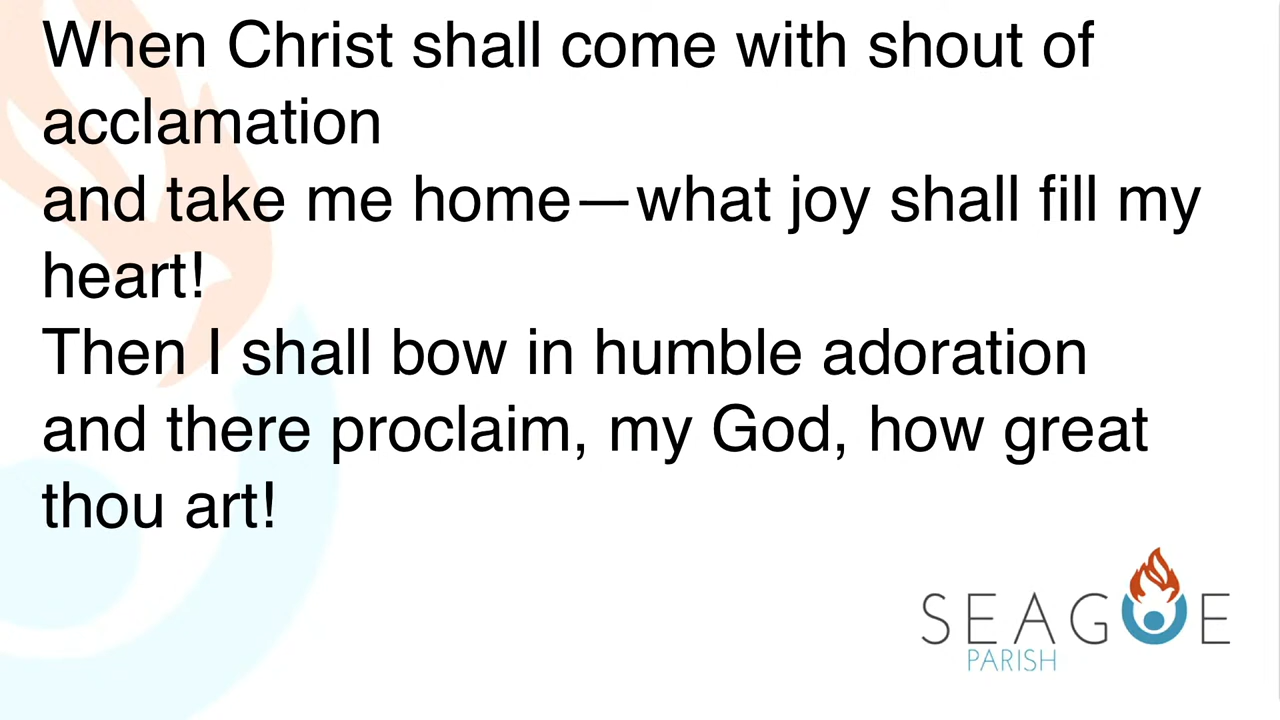 When Christ shall come with shout of
acclamation
and take me home—what joy shall fill my
heart!
Then I shall bow in humble adoration
and there proclaim, my God, how great
thou art!
SEAGOE
PARISH